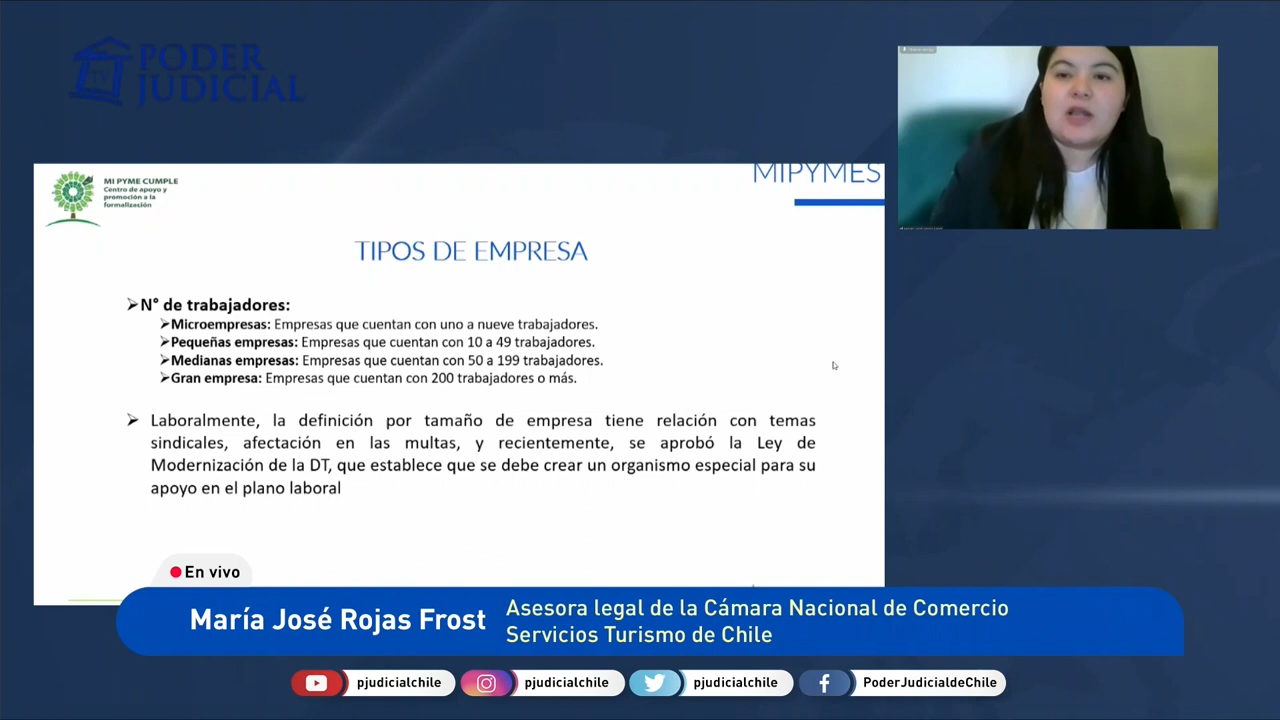 PODER
JUDICIAL
TV
MIPYMES
MI PYME CUMPLE
Centro de apoyo y
promoción a la
formalización
TIPOS DE EMPRESA
N° de trabajadores:
Microempresas: Empresas que cuentan con uno a nueve trabajadores.
Pequeñas empresas: Empresas que cuentan con 10 a 49 trabajadores.
Medianas empresas: Empresas que cuentan con 50 a 199 trabajadores.
Gran empresa: Empresas que cuentan con 200 trabajadores o más.
Laboralmente, la definición por tamaño de empresa tiene relación con temas
sindicales, afectación en las multas, y recientemente, se aprobó la Ley de
Modernización de la DT, que establece que se debe crear un organismo especial para su
apoyo en el plano laboral
En vivo
María José Rojas Frost
Asesora legal de la Cámara Nacional de Comercio
Servicios Turismo de Chile
pjudicialchile
pjudicialchile
pjudicialchile
PoderJudicialdeChile